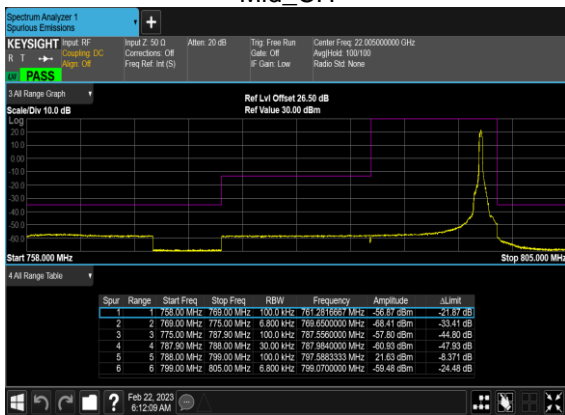 Mid_CH
Spectrum Analyzer 1
Spurious Emissions
KEYSIGHT Input: RF Input Z: 50 Ω Atten: 20 dB Trig: Free Run Center Freq: 22.005000000 GHz
R T Coupling: DC Corrections: Off Gate: Off Avg|Hold: 100/100
Align: Off Freq Ref: Int (S) IF Gain: Low Radio Std: None
PASS
3 All Range Graph
Ref Lvl Offset 26.50 dB
Scale/Div 10.0 dB Ref Value 30.00 dBm
Log
20.0
10.0
0.00
-10.0
-20.0
-30.0
-40.0
-50.0
-60.0
Start 758.000 MHz Stop 805.000 MHz
4 All Range Table
Spur Range Start Freq Stop Freq RBW Frequency Amplitude ΔLimit
1 1 758.00 MHz 769.00 MHz 100.0 kHz 761.2816667 MHz -56.87 dBm -21.87 dB
2 2 769.00 MHz 775.00 MHz 6.800 kHz 769.6500000 MHz -68.41 dBm -33.41 dB
3 3 775.00 MHz 787.90 MHz 100.0 kHz 787.5560000 MHz -57.80 dBm -44.80 dB
4 4 787.90 MHz 788.00 MHz 30.00 kHz 787.9840000 MHz -60.93 dBm -47.93 dB
5 5 788.00 MHz 799.00 MHz 100.0 kHz 797.5883333 MHz 21.63 dBm -8.371 dB
6 6 799.00 MHz 805.00 MHz 6.800 kHz 799.0700000 MHz -59.48 dBm -24.48 dB
Feb 22, 2023
6:12:09 AM